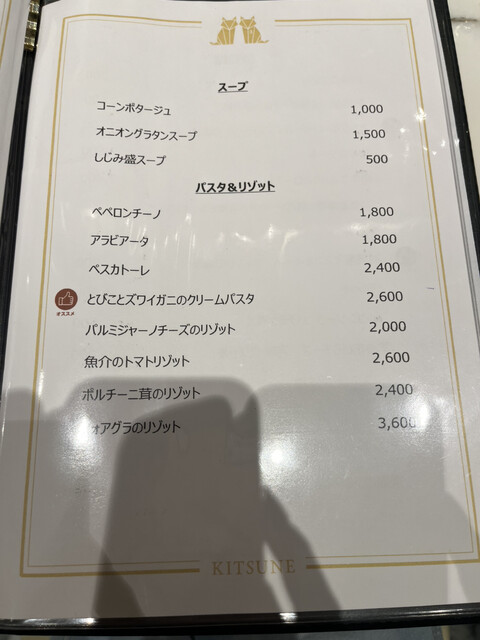 スープ
コーンポタージュ 1,000
オニオングラタンスープ 1,500
しじみ盛スープ 500
パスタ&リゾット
ペペロンチーノ 1,800
アラビアータ 1,800
ペスカトーレ 2,400
オススメ とびことズワイガニのクリームパスタ 2,600
パルミジャーノチーズのリゾット 2,000
魚介のトマトリゾット 2,600
ポルチーニ茸のリゾット 2,400
フォアグラのリゾット 3,600
KITSUNE